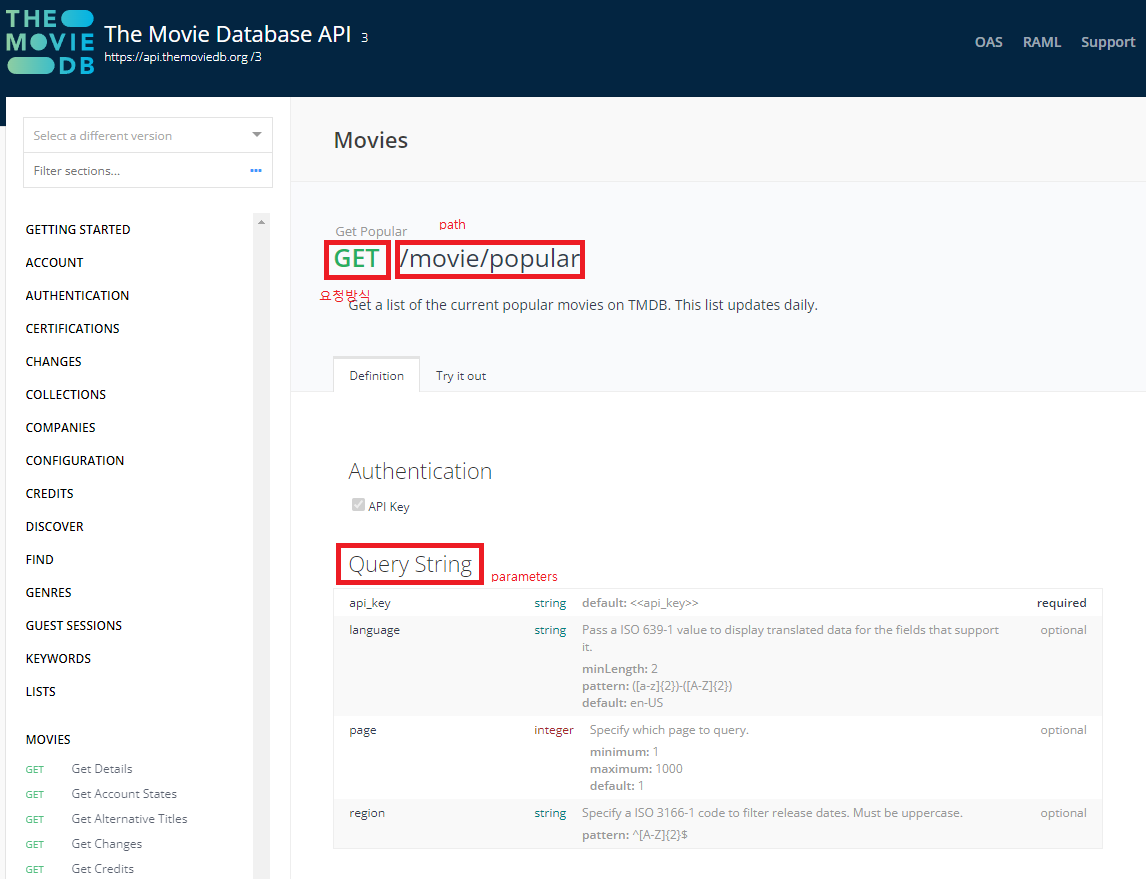 THE
MOVIE
DB
The Movie Database API 3
https://api.themoviedb.org /3
OAS RAML Support
Select a different version
Filter sections...
GETTING STARTED
ACCOUNT
AUTHENTICATION
CERTIFICATIONS
CHANGES
COLLECTIONS
COMPANIES
CONFIGURATION
CREDITS
DISCOVER
FIND
GENRES
GUEST SESSIONS
KEYWORDS
LISTS
MOVIES
GET Get Details
GET Get Account States
GET Get Alternative Titles
GET Get Changes
GET Get Credits
Movies
Get Popular
path
GET /movie/popular
요청방식
Get a list of the current popular movies on TMDB. This list updates daily.
Definition Try it out
Authentication
API Key
Query String
parameters
api_key string default: <<api_key>> required
language string Pass a ISO 639-1 value to display translated data for the fields that support optional
it.
minLength: 2
pattern: ([a-z]{2})-([A-Z]{2})
default: en-US
page integer Specify which page to query. optional
minimum: 1
maximum: 1000
default: 1
region string Specify a ISO 3166-1 code to filter release dates. Must be uppercase. optional
pattern: ^[A-Z]{2}$